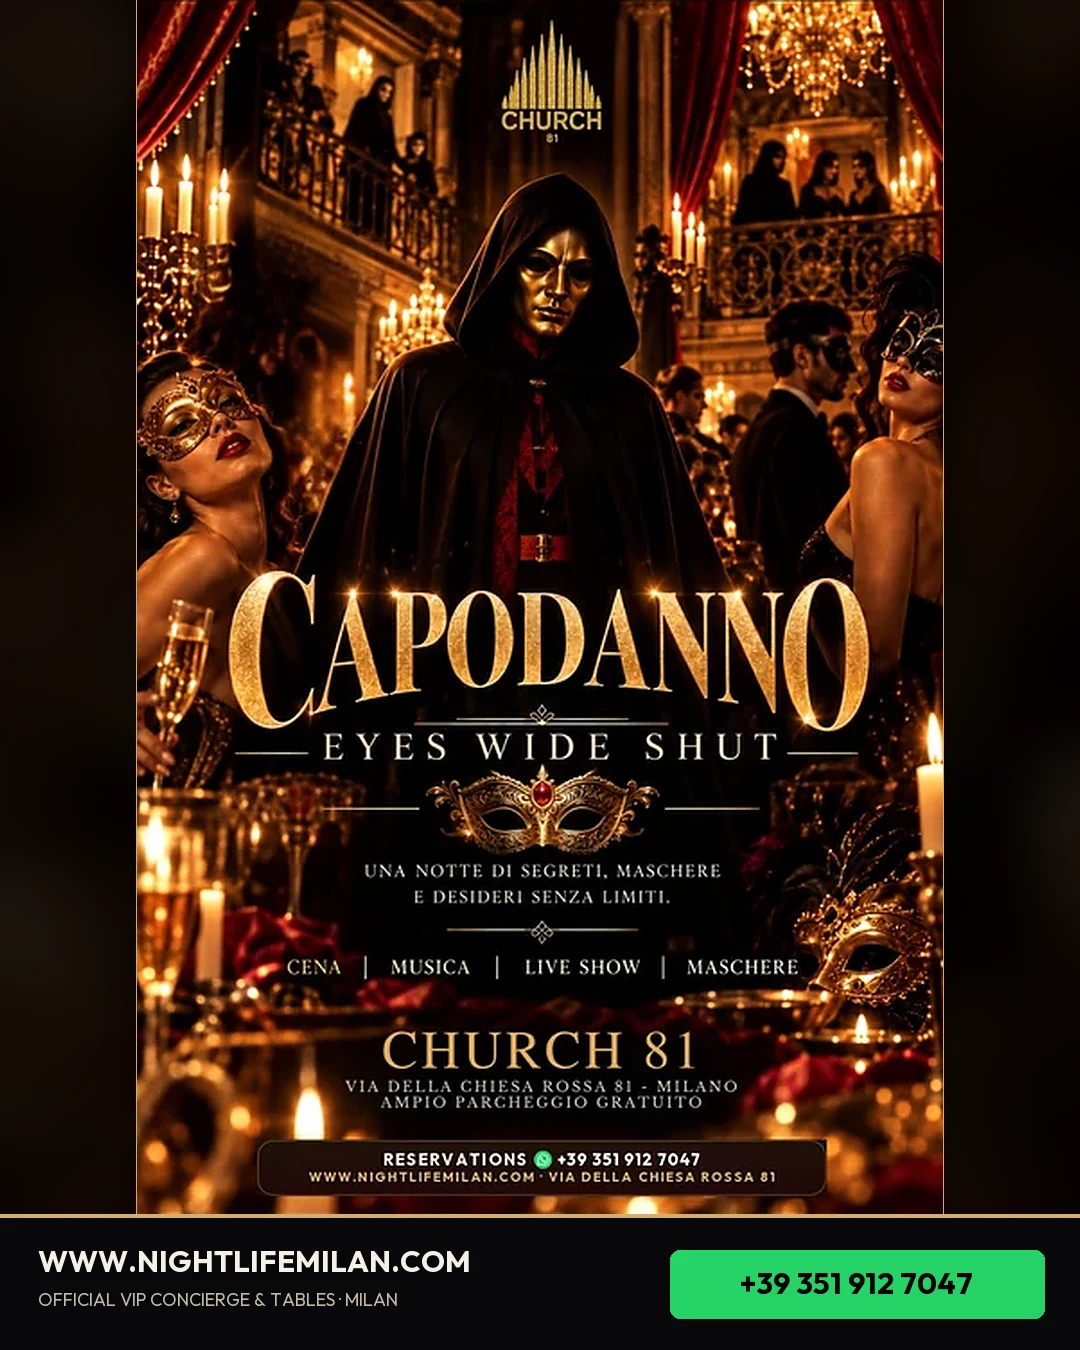 CHURCH
81
CAPODANNO
EYES WIDE SHUT
UNA NOTTE DI SEGRETI, MASCHERE
E DESIDERI SENZA LIMITI.
CENA | MUSICA | LIVE SHOW | MASCHERE
CHURCH 81
VIA DELLA CHIESA ROSSA 81 - MILANO
AMPIO PARCHEGGIO GRATUITO
RESERVATIONS +39 351 912 7047
WWW.NIGHTLIFEMILAN.COM · VIA DELLA CHIESA ROSSA 81
WWW.NIGHTLIFEMILAN.COM
OFFICIAL VIP CONCIERGE & TABLES · MILAN
+39 351 912 7047